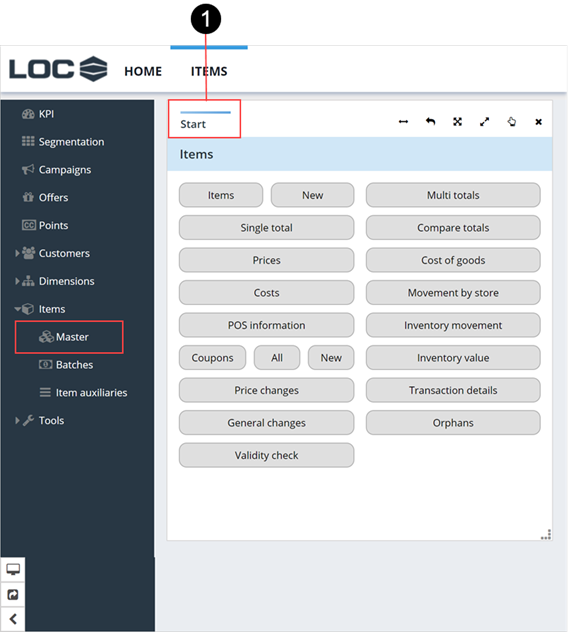 1
LOC HOME ITEMS
KPI
Segmentation
Campaigns
Offers
CC Points
Customers
Dimensions
Items
Master
Batches
Item auxiliaries
Tools
Start
Items
Items New Multi totals
Single total Compare totals
Prices Cost of goods
Costs Movement by store
POS information Inventory movement
Coupons All New Inventory value
Price changes Transaction details
General changes Orphans
Validity check